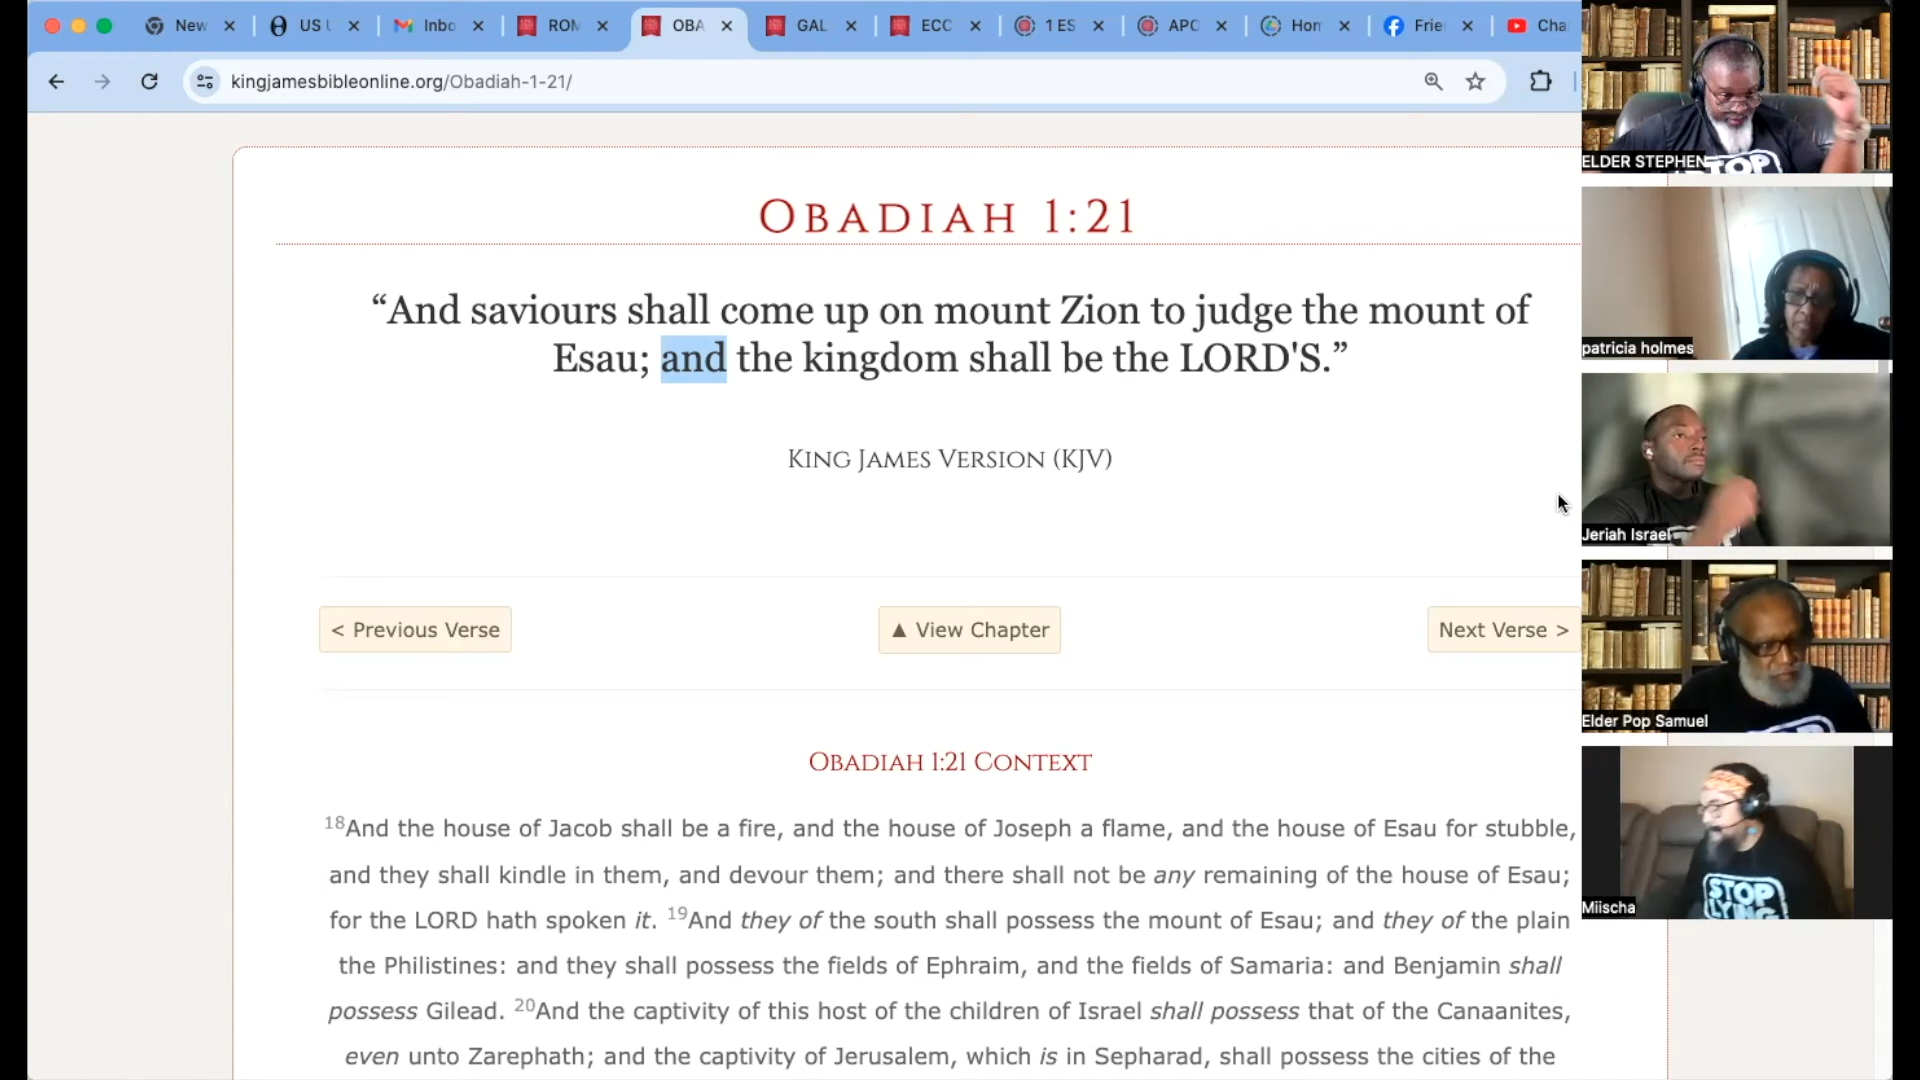 New
US U
Inbo
ROM
OBA
GAL
ECC
1 ES
APO
Hom
Frie
Cha
kingjamesbibleonline.org/Obadiah-1-21/
OBADIAH 1:21
“And saviours shall come up on mount Zion to judge the mount of
Esau; and the kingdom shall be the LORD'S.”
KING JAMES VERSION (KJV)
< Previous Verse
▲ View Chapter
Next Verse >
OBADIAH 1:21 CONTEXT
18And the house of Jacob shall be a fire, and the house of Joseph a flame, and the house of Esau for stubble,
and they shall kindle in them, and devour them; and there shall not be any remaining of the house of Esau;
for the LORD hath spoken it. 19And they of the south shall possess the mount of Esau; and they of the plain
the Philistines: and they shall possess the fields of Ephraim, and the fields of Samaria: and Benjamin shall
possess Gilead. 20And the captivity of this host of the children of Israel shall possess that of the Canaanites,
even unto Zarephath; and the captivity of Jerusalem, which is in Sepharad, shall possess the cities of the
ELDER STEPHEN
patricia holmes
Jeriah Israel
Elder Pop Samuel
STOP
LYING
Miischa